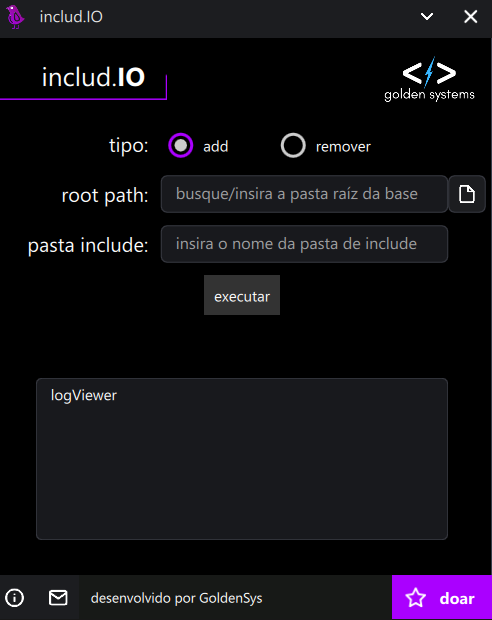 includ.IO
includ.IO
golden systems
tipo: add remover
root path: busque/insira a pasta raíz da base
pasta include: insira o nome da pasta de include
executar
logViewer
desenvolvido por GoldenSys
doar